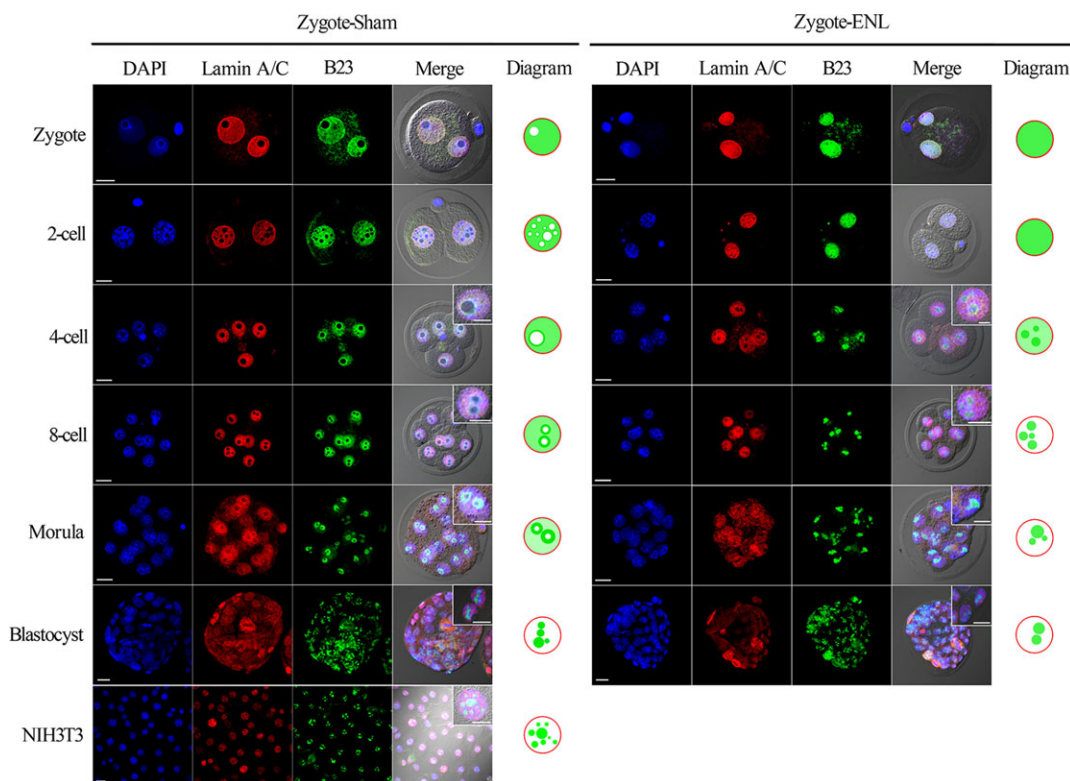 Zygote-Sham Zygote-ENL
DAPI Lamin A/C B23 Merge Diagram DAPI Lamin A/C B23 Merge Diagram
Zygote
2-cell
4-cell
8-cell
Morula
Blastocyst
NIH3T3